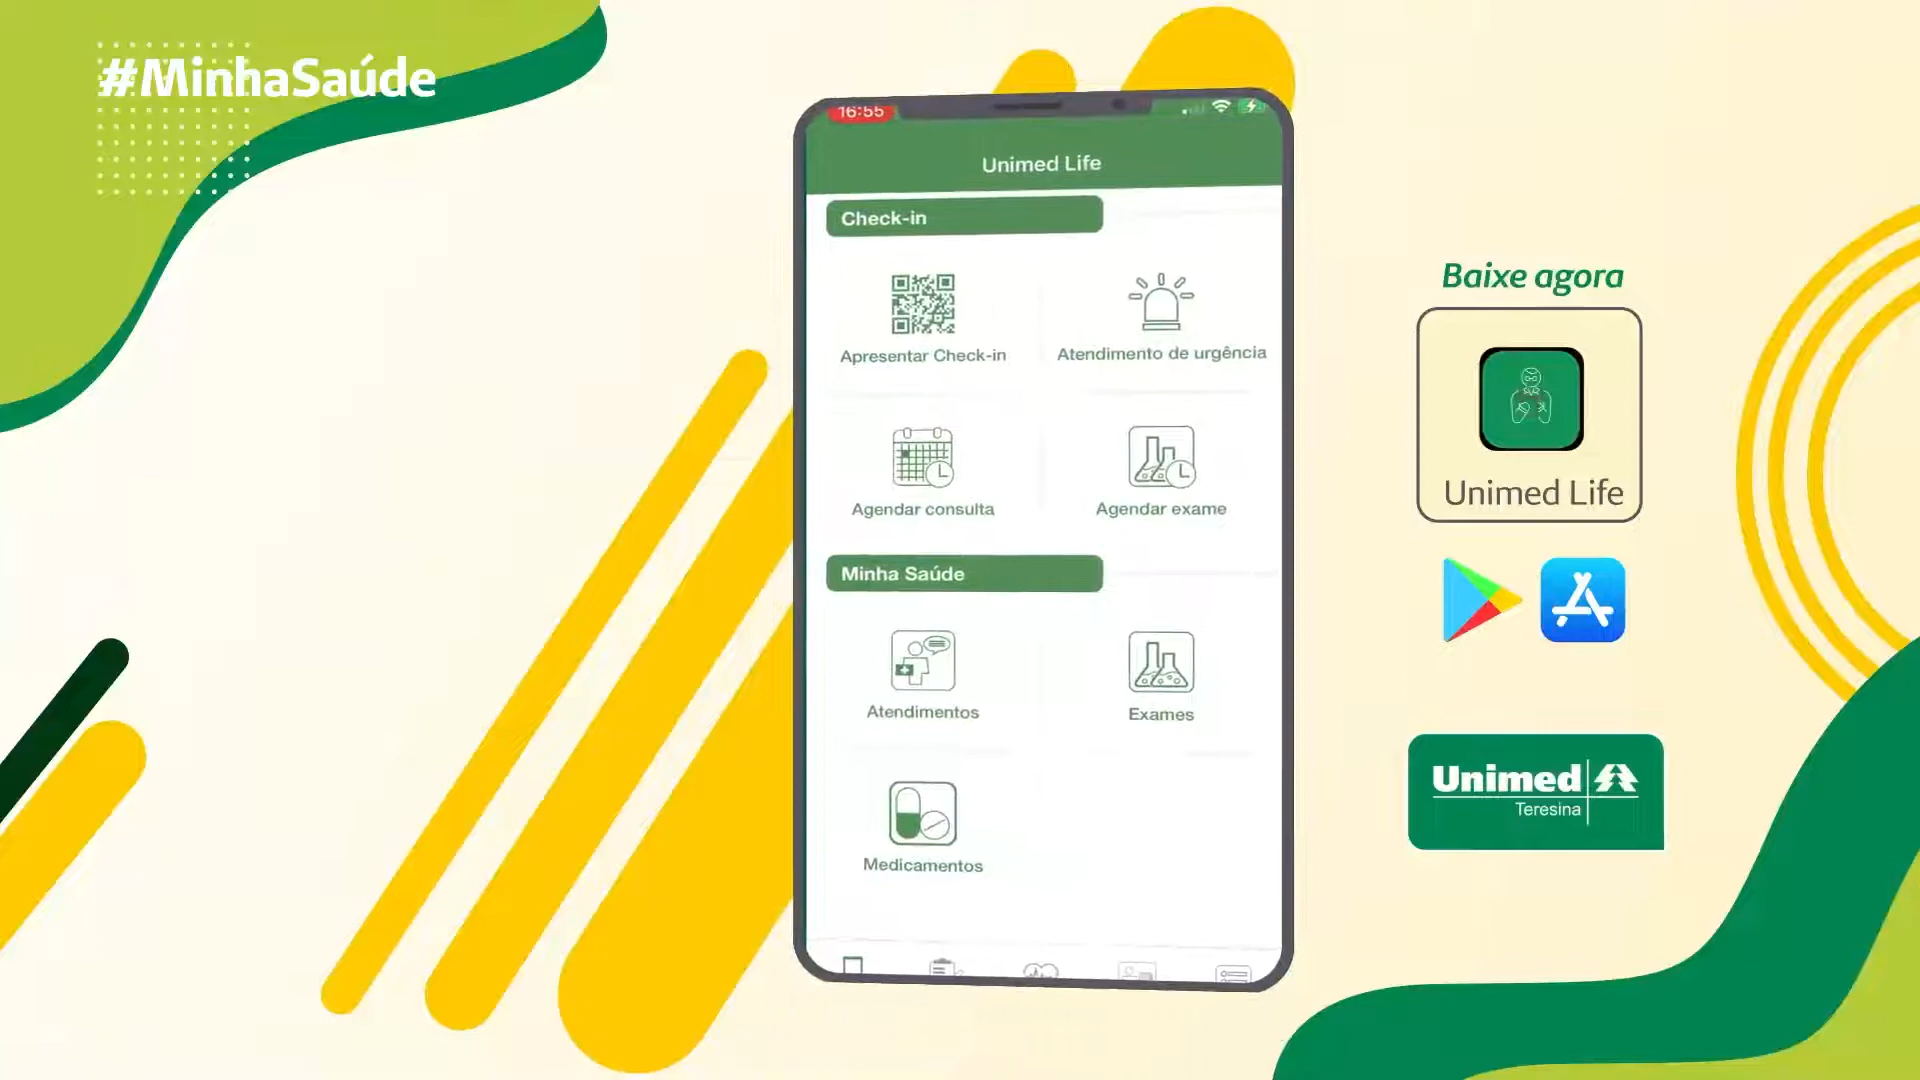 #MinhaSaúde
16:55
Unimed Life
Check-in
Apresentar Check-in
Atendimento de urgência
Agendar consulta
Agendar exame
Minha Saúde
Atendimentos
Exames
Medicamentos
Baixe agora
Unimed Life
Unimed
Teresina